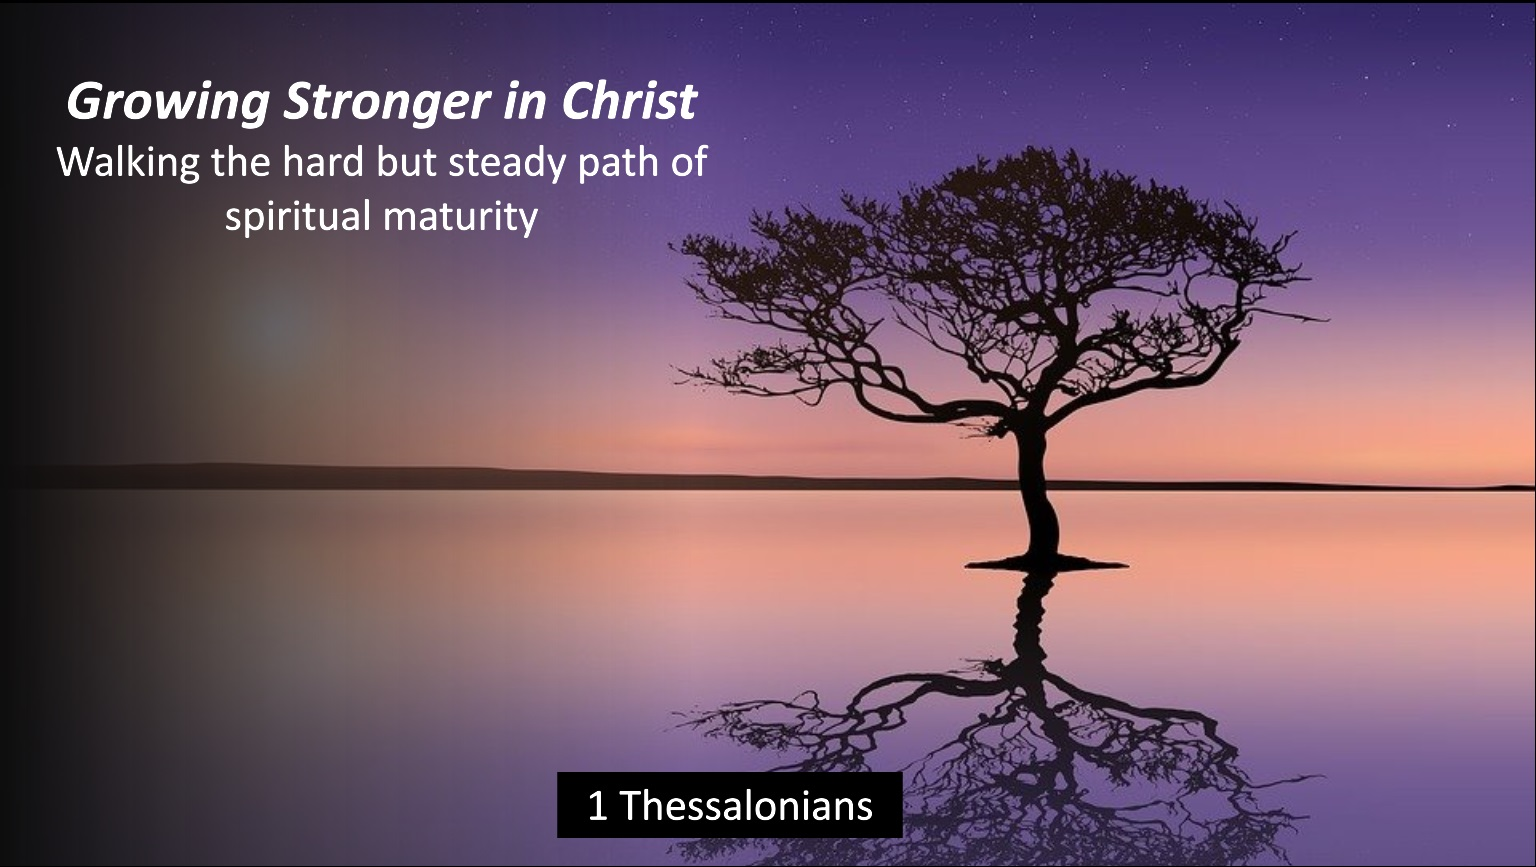 Growing Stronger in Christ
Walking the hard but steady path of
spiritual maturity
1 Thessalonians